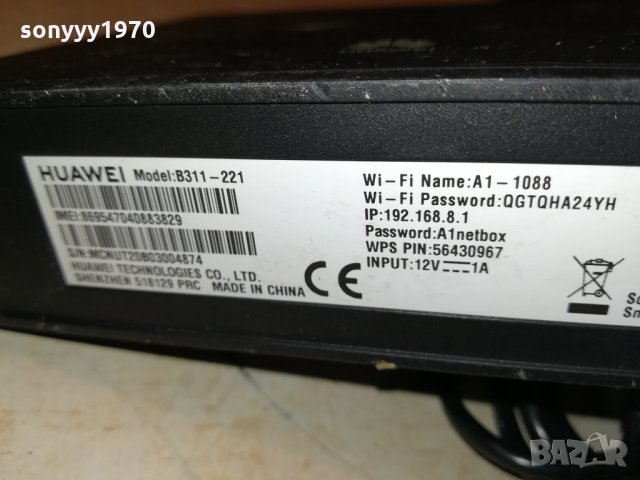 sonyyy1970
HUAWEI Model:B311-221
IMEI:869547040883829
S/N:MCNUT20B03004874
HUAWEI TECHNOLOGIES CO., LTD.
SHENZHEN 518129 PRC MADE IN CHINA
CE
Wi-Fi Name:A1-1088
Wi-Fi Password:QGTQHA24YH
IP:192.168.8.1
Password:A1netbox
WPS PIN:56430967
INPUT:12V 1A
BAZAR